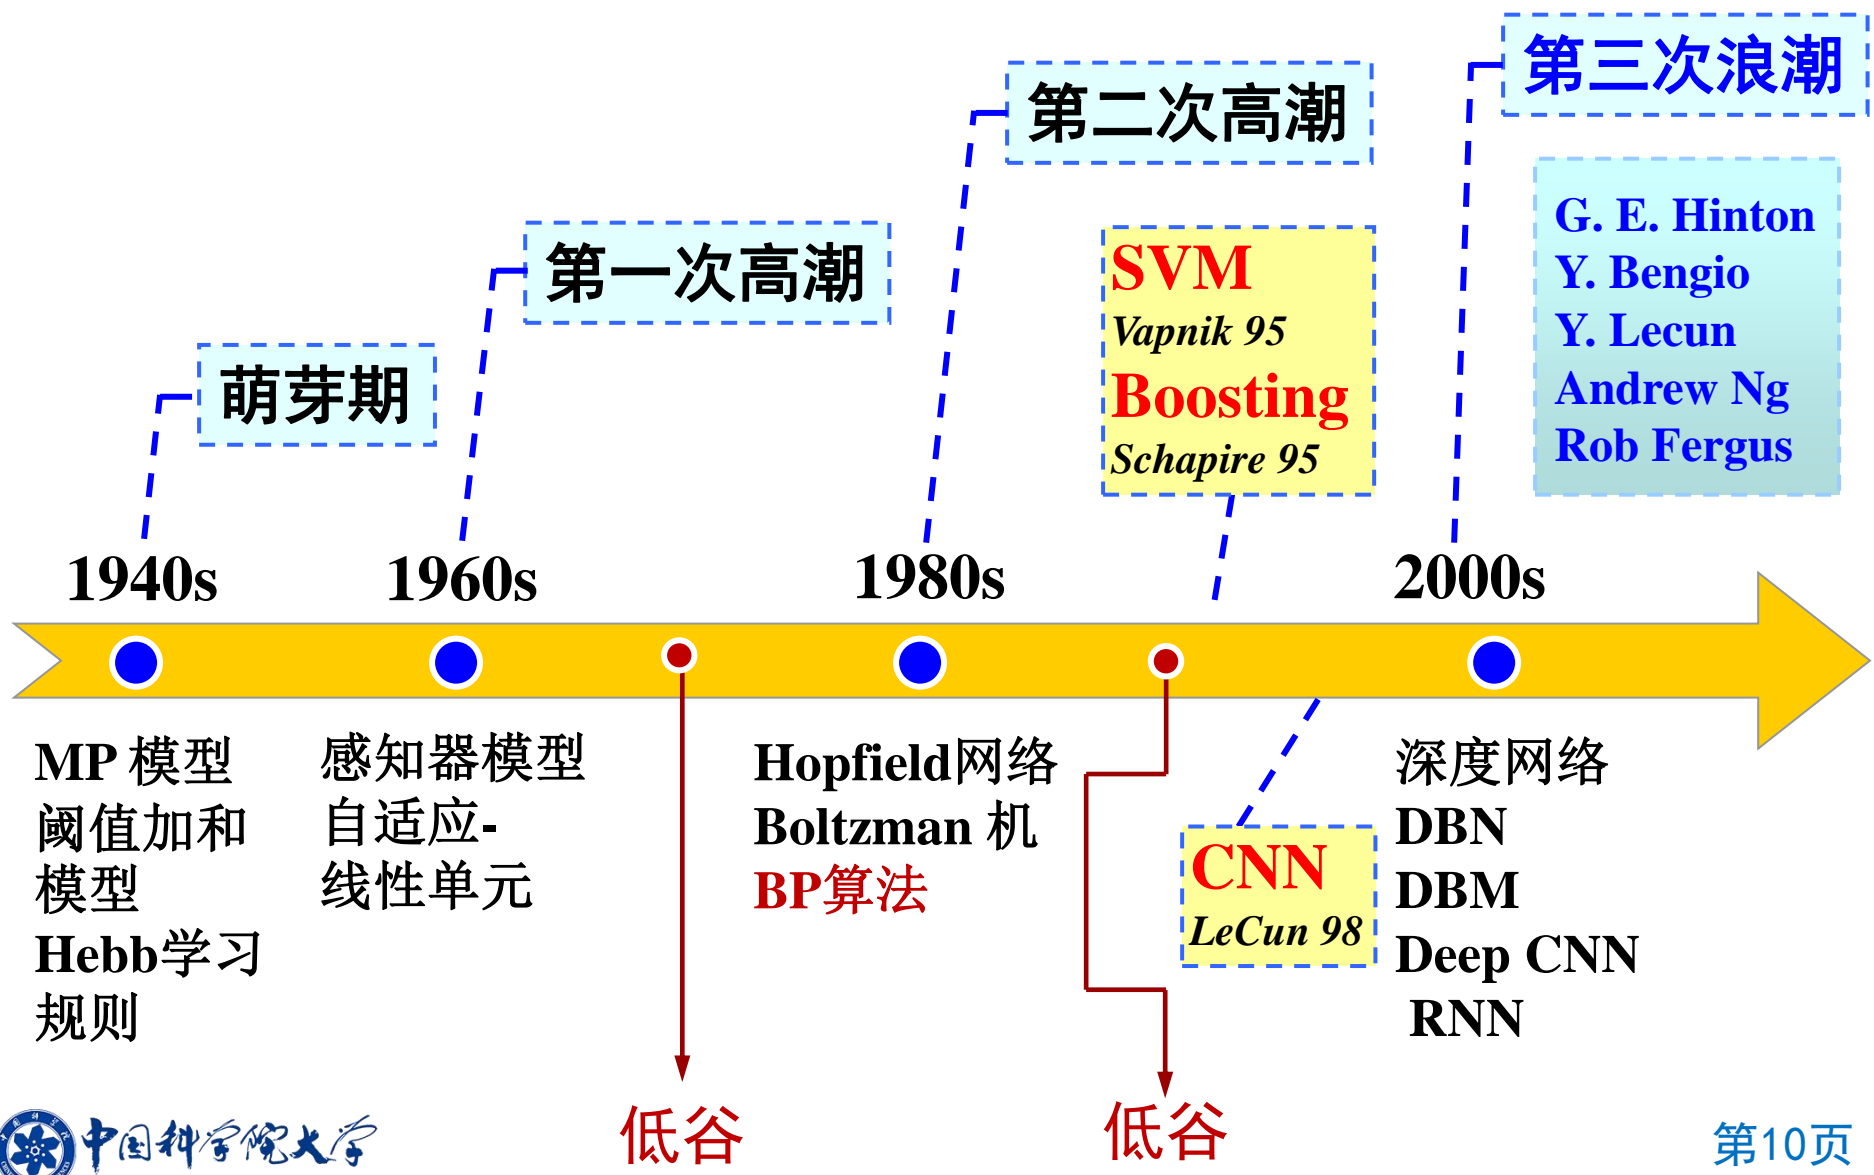 第三次浪潮
第二次高潮
第一次高潮
萌芽期
G. E. Hinton
Y. Bengio
Y. Lecun
Andrew Ng
Rob Fergus
SVM
Vapnik 95
Boosting
Schapire 95
1940s
1960s
1980s
2000s
MP 模型
阈值加和
模型
Hebb学习
规则
感知器模型
自适应-
线性单元
Hopfield网络
Boltzman 机
BP算法
CNN
LeCun 98
深度网络
DBN
DBM
Deep CNN
RNN
低谷
低谷
中国科学院大学
第10页